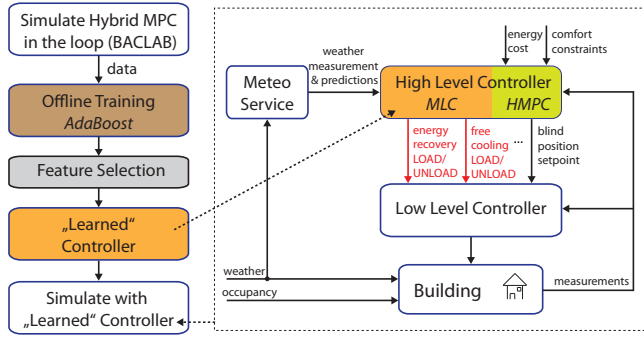 Simulate Hybrid MPC
in the loop (BACLAB)
data
Offline Training
AdaBoost
Feature Selection
„Learned“
Controller
Simulate with
„Learned“ Controller
energy
cost
comfort
constraints
weather
measurement
& predictions
Meteo
Service
High Level Controller
MLC
HMPC
energy
recovery
LOAD/
UNLOAD
free
cooling
LOAD/
UNLOAD
...
blind
position
setpoint
Low Level Controller
weather
occupancy
Building
measurements